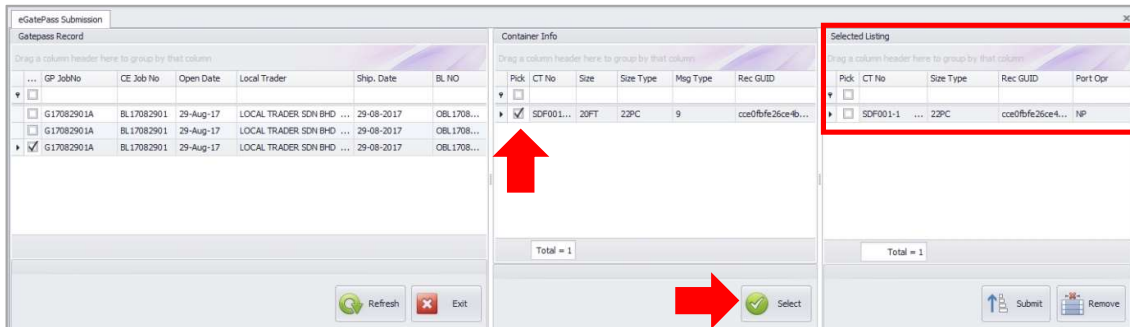 eGatePass Submission
Gatepass Record
Drag a column header here to group by that column
... GP JobNo CE Job No Open Date Local Trader Ship. Date BL NO
G17082901A BL17082901 29-Aug-17 LOCAL TRADER SDN BHD ... 29-08-2017 OBL1708...
G17082901A BL17082901 29-Aug-17 LOCAL TRADER SDN BHD ... 29-08-2017 OBL1708...
G17082901A BL17082901 29-Aug-17 LOCAL TRADER SDN BHD ... 29-08-2017 OBL1708...
Refresh Exit
Container Info
Drag a column header here to group by that column
Pick CT No Size Size Type Msg Type Rec GUID
SDF001... 20FT 22PC 9 cce0fbfe26ce4b...
Total = 1
Select
Selected Listing
Drag a column header here to group by that column
Pick CT No Size Type Rec GUID Port Opr
SDF001-1 ... 22PC cce0fbfe26ce4... NP
Total = 1
Submit Remove